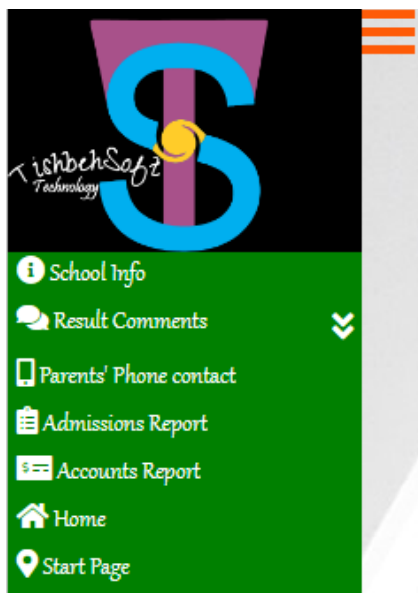 TishbehSoft
Technology
School Info
Result Comments
Parents' Phone contact
Admissions Report
Accounts Report
Home
Start Page